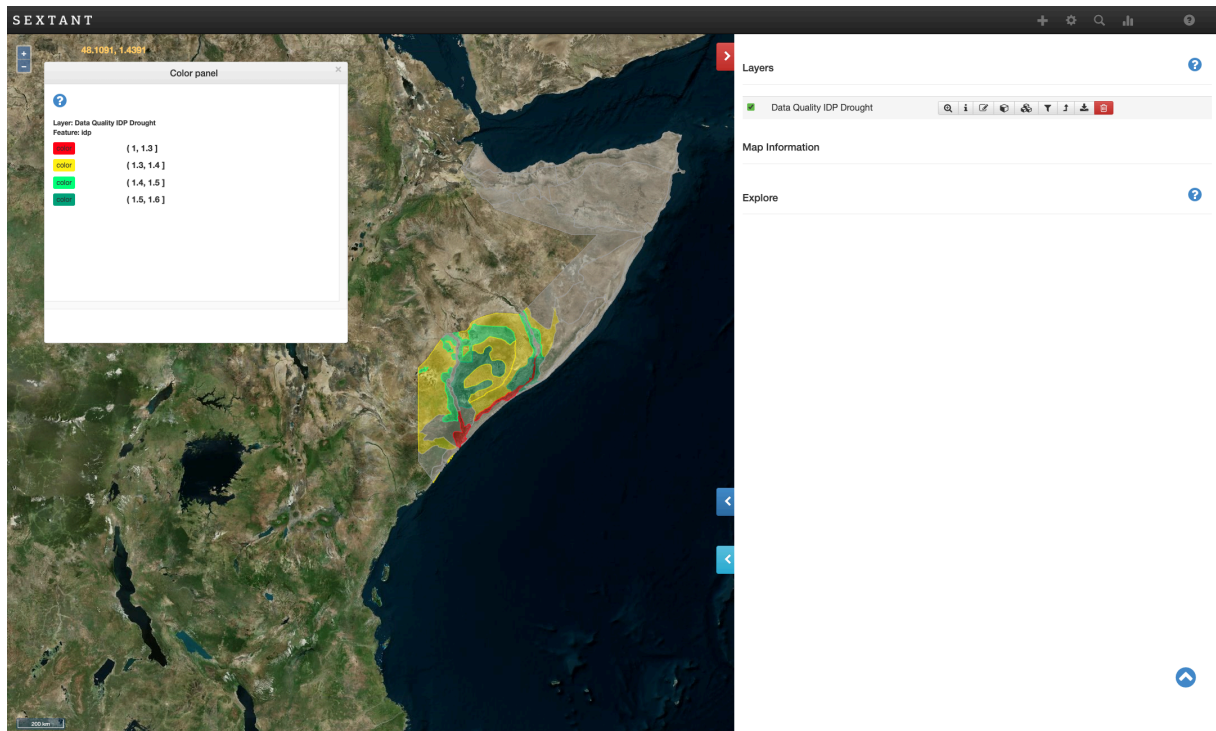 SEXTANT
48.1091, 1.4391
Color panel
Layer: Data Quality IDP Drought
Feature: idp
color ( 1, 1.3 ]
color ( 1.3, 1.4 ]
color ( 1.4, 1.5 ]
color ( 1.5, 1.6 ]
200 km
Layers
Data Quality IDP Drought
Map Information
Explore